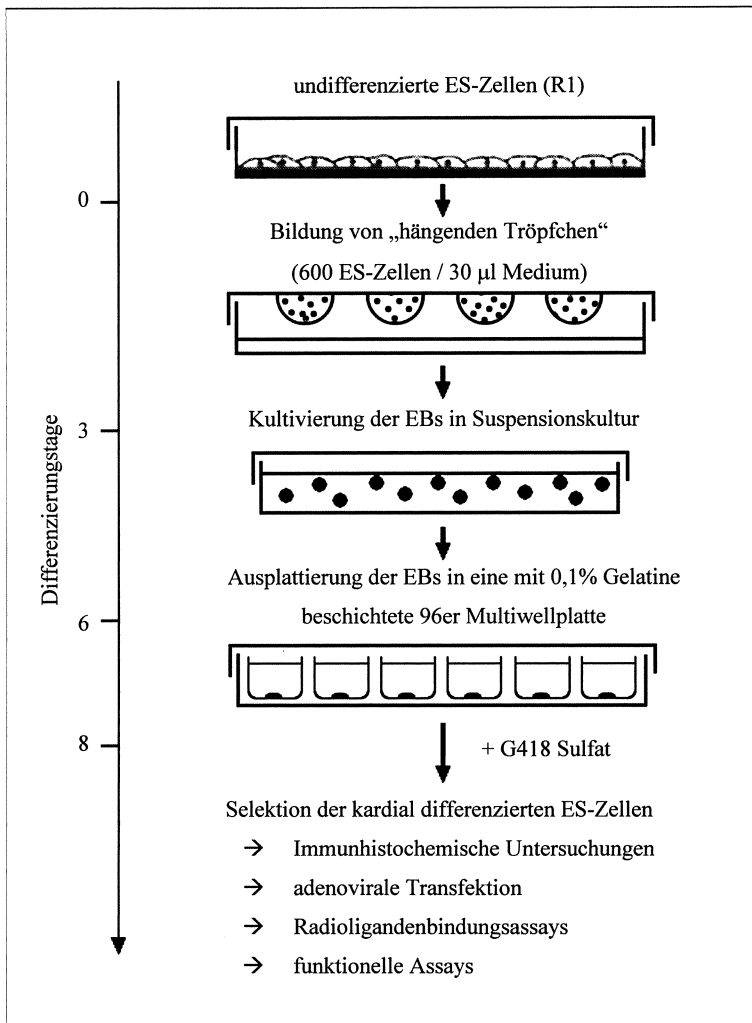 undifferenzierte ES-Zellen (R1)
0
Bildung von „hängenden Tröpfchen“
(600 ES-Zellen / 30 µl Medium)
Differenzierungstage
3
Kultivierung der EBs in Suspensionskultur
Ausplattierung der EBs in eine mit 0,1% Gelatine
6
beschichtete 96er Multiwellplatte
8
+ G418 Sulfat
Selektion der kardial differenzierten ES-Zellen
→ Immunhistochemische Untersuchungen
→ adenovirale Transfektion
→ Radioligandenbindungsassays
→ funktionelle Assays